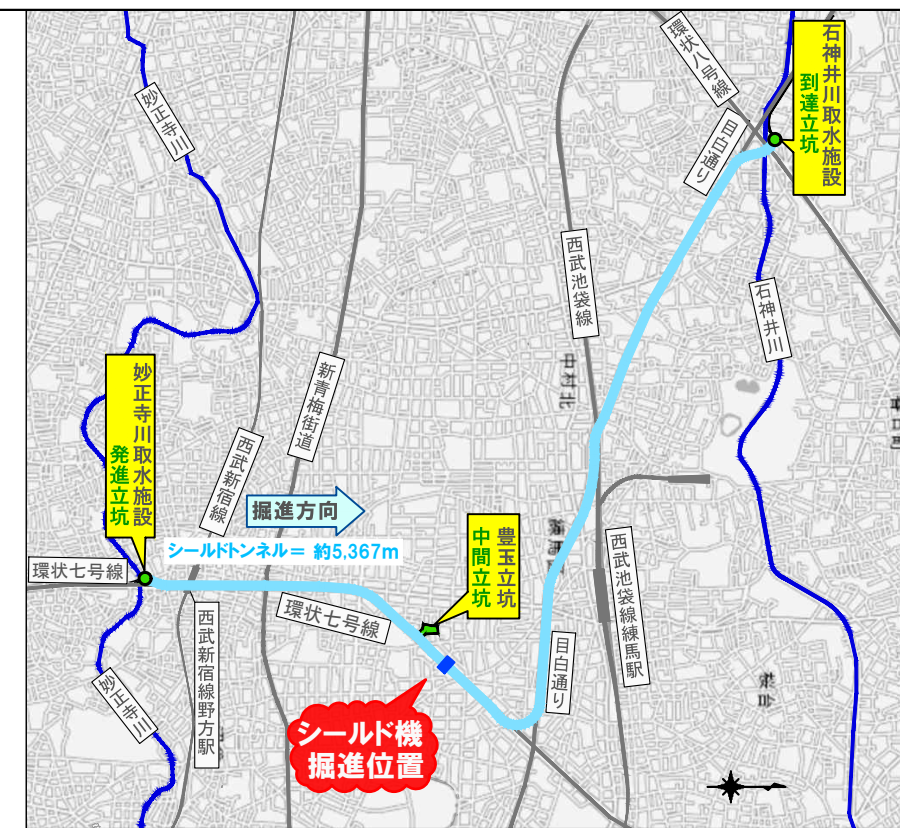 環状八号線
石神井川取水施設
到達立坑
妙正寺川
目白通り
西武池袋線
石神井川
新青梅街道
中村北
妙正寺川取水施設
発進立坑
西武新宿線
掘進方向
シールドトンネル＝ 約5,367m
豊玉立坑
中間立坑
環状七号線
環状七号線
西武新宿線野方駅
目白通り
西武池袋線練馬駅
妙正寺川
シールド機
掘進位置